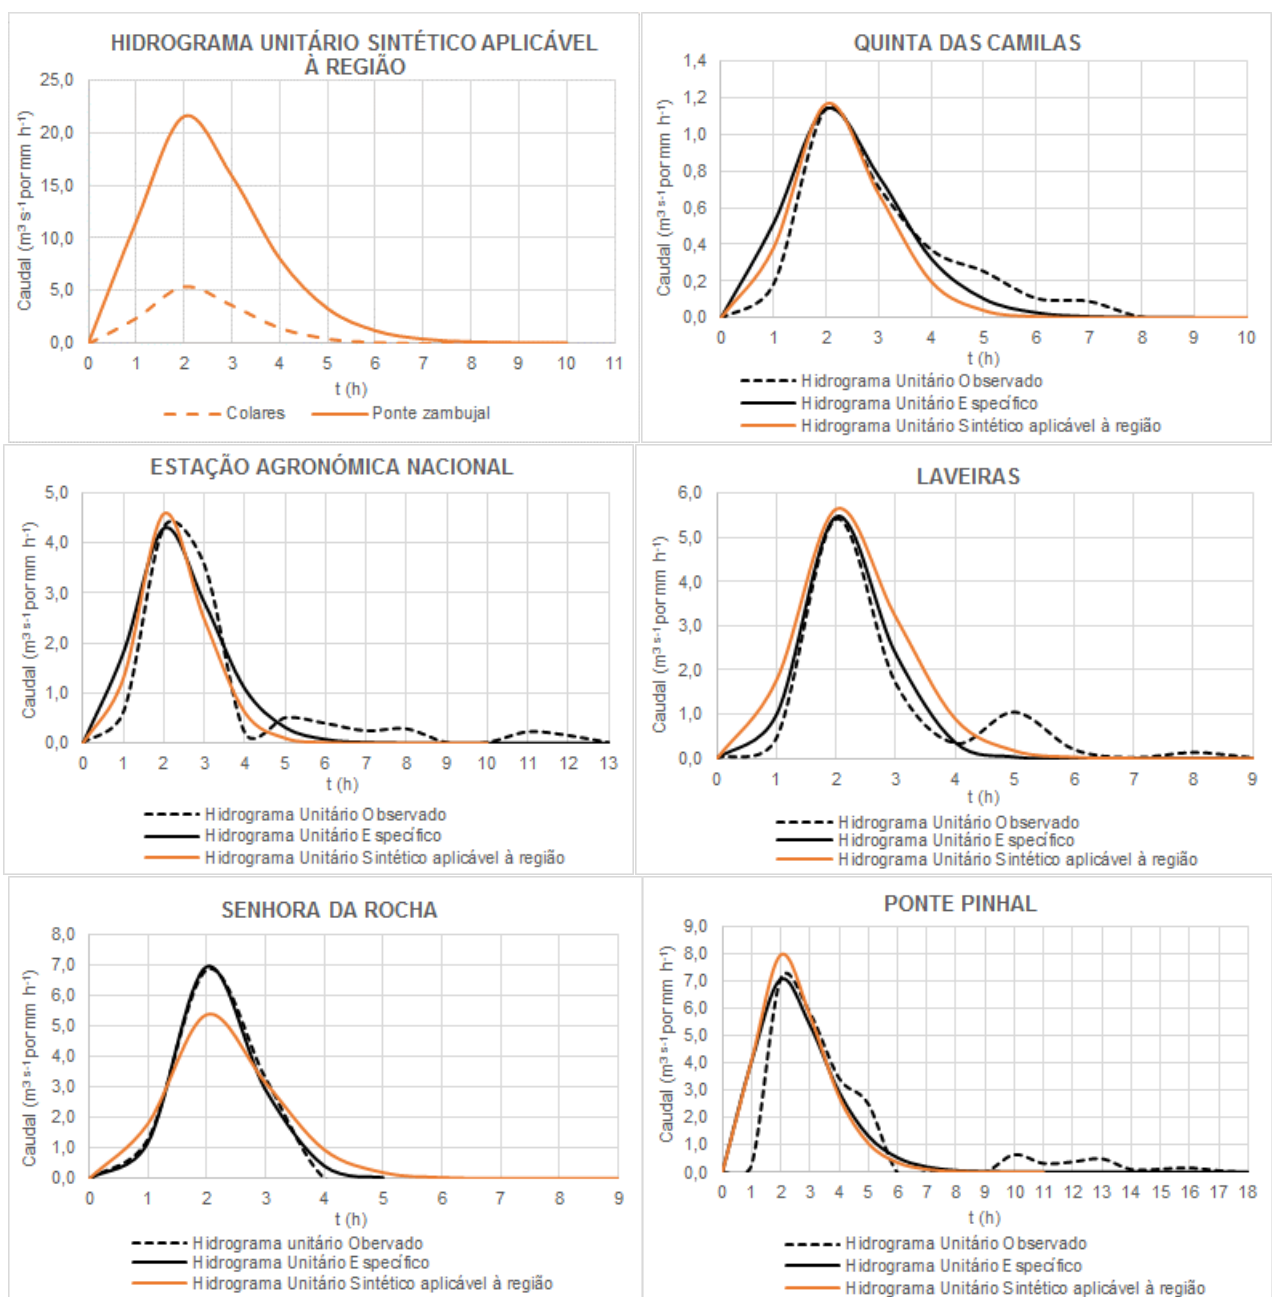 HIDROGRAMA UNITÁRIO SINTÉTICO APLICÁVEL
À REGIÃO
Caudal (m³ s⁻¹ por mm h⁻¹)
25,0
20,0
15,0
10,0
5,0
0,0
0 1 2 3 4 5 6 7 8 9 10 11
t (h)
Colares Ponte zambujal
QUINTA DAS CAMILAS
Caudal (m³ s⁻¹ por mm h⁻¹)
1,4
1,2
1,0
0,8
0,6
0,4
0,2
0,0
0 1 2 3 4 5 6 7 8 9 10
t (h)
Hidrograma Unitário Observado
Hidrograma Unitário Específico
Hidrograma Unitário Sintético aplicável à região
ESTAÇÃO AGRONÓMICA NACIONAL
Caudal (m³ s⁻¹ por mm h⁻¹)
5,0
4,0
3,0
2,0
1,0
0,0
0 1 2 3 4 5 6 7 8 9 10 11 12 13
t (h)
Hidrograma Unitário Observado
Hidrograma Unitário Específico
Hidrograma Unitário Sintético aplicável à região
LAVEIRAS
Caudal (m³ s⁻¹ por mm h⁻¹)
6,0
5,0
4,0
3,0
2,0
1,0
0,0
0 1 2 3 4 5 6 7 8 9
t (h)
Hidrograma Unitário Observado
Hidrograma Unitário Específico
Hidrograma Unitário Sintético aplicável à região
SENHORA DA ROCHA
Caudal (m³ s⁻¹ por mm h⁻¹)
8,0
7,0
6,0
5,0
4,0
3,0
2,0
1,0
0,0
0 1 2 3 4 5 6 7 8 9
t (h)
Hidrograma unitário Obervado
Hidrograma Unitário Específico
Hidrograma Unitário Sintético aplicável à região
PONTE PINHAL
Caudal (m³ s⁻¹ por mm h⁻¹)
9,0
8,0
7,0
6,0
5,0
4,0
3,0
2,0
1,0
0,0
0 1 2 3 4 5 6 7 8 9 10 11 12 13 14 15 16 17 18
t (h)
Hidrograma Unitário Observado
Hidrograma Unitário Específico
Hidrograma Unitário Sintético aplicável à região